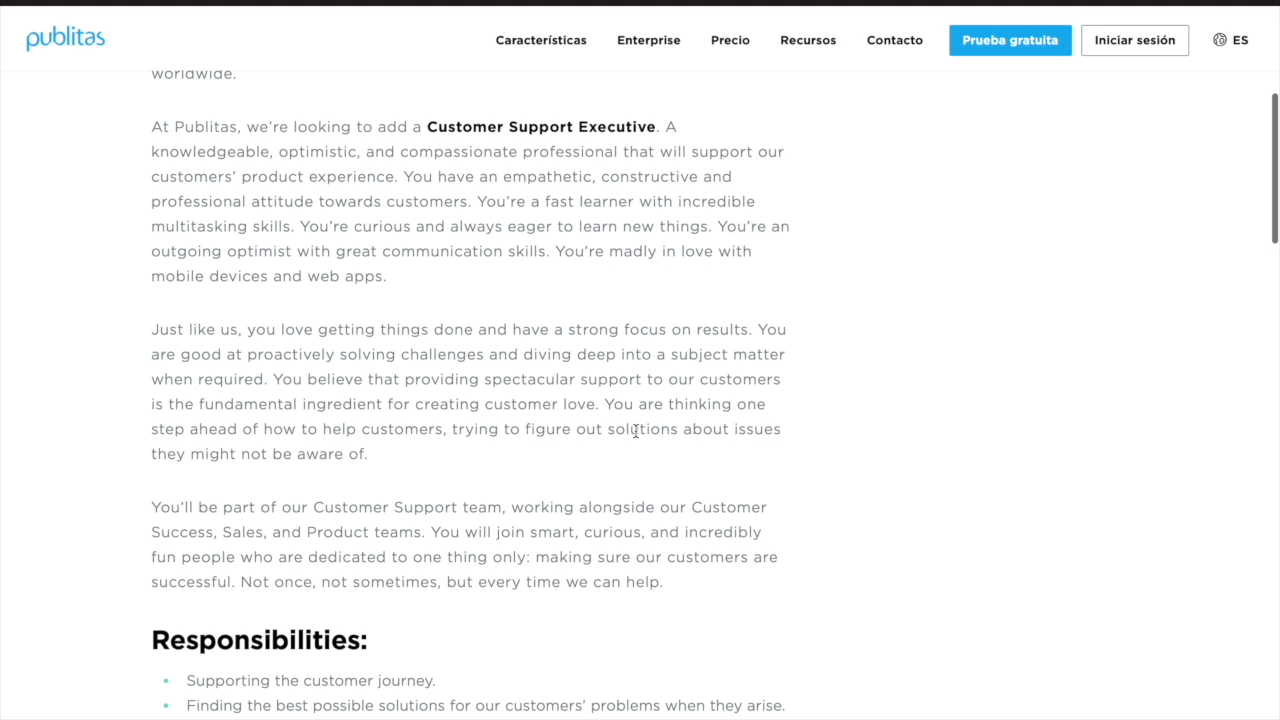 publitas
Características
Enterprise
Precio
Recursos
Contacto
Prueba gratuita
Iniciar sesión
ES
worldwide.
At Publitas, we’re looking to add a Customer Support Executive. A
knowledgeable, optimistic, and compassionate professional that will support our
customers’ product experience. You have an empathetic, constructive and
professional attitude towards customers. You’re a fast learner with incredible
multitasking skills. You’re curious and always eager to learn new things. You’re an
outgoing optimist with great communication skills. You’re madly in love with
mobile devices and web apps.
Just like us, you love getting things done and have a strong focus on results. You
are good at proactively solving challenges and diving deep into a subject matter
when required. You believe that providing spectacular support to our customers
is the fundamental ingredient for creating customer love. You are thinking one
step ahead of how to help customers, trying to figure out solutions about issues
they might not be aware of.
You’ll be part of our Customer Support team, working alongside our Customer
Success, Sales, and Product teams. You will join smart, curious, and incredibly
fun people who are dedicated to one thing only: making sure our customers are
successful. Not once, not sometimes, but every time we can help.
Responsibilities:
• Supporting the customer journey.
• Finding the best possible solutions for our customers’ problems when they arise.